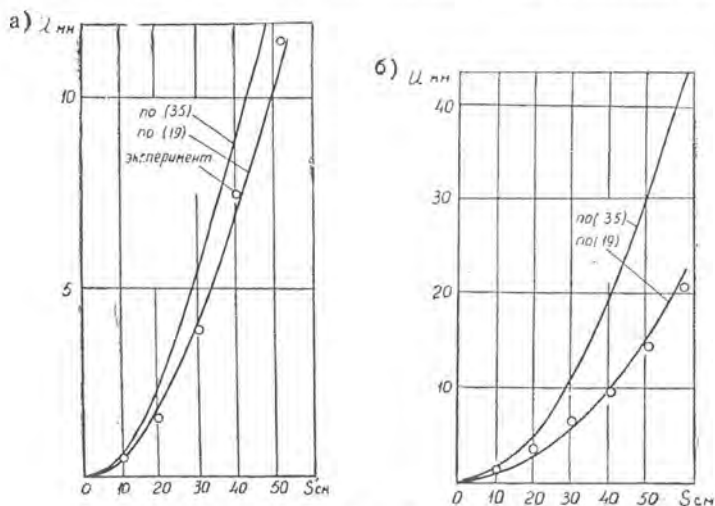 а) U мм
10
5
по (35)
по (19)
эксперимент
0 10 20 30 40 50 S см
б) U мм
40
30
20
10
по (35)
по (19)
0 10 20 30 40 50 S см